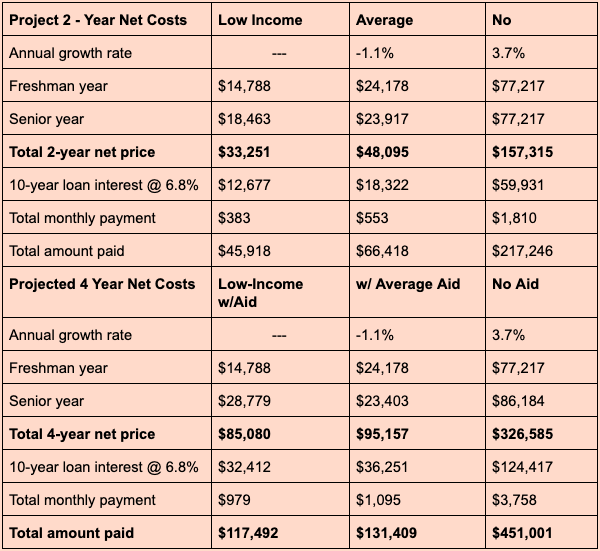 Project 2 - Year Net Costs Low Income Average No
Annual growth rate --- -1.1% 3.7%
Freshman year $14,788 $24,178 $77,217
Senior year $18,463 $23,917 $77,217
Total 2-year net price $33,251 $48,095 $157,315
10-year loan interest @ 6.8% $12,677 $18,322 $59,931
Total monthly payment $383 $553 $1,810
Total amount paid $45,918 $66,418 $217,246
Projected 4 Year Net Costs Low-Income w/ Average Aid No Aid
w/Aid
Annual growth rate --- -1.1% 3.7%
Freshman year $14,788 $24,178 $77,217
Senior year $28,779 $23,403 $86,184
Total 4-year net price $85,080 $95,157 $326,585
10-year loan interest @ 6.8% $32,412 $36,251 $124,417
Total monthly payment $979 $1,095 $3,758
Total amount paid $117,492 $131,409 $451,001